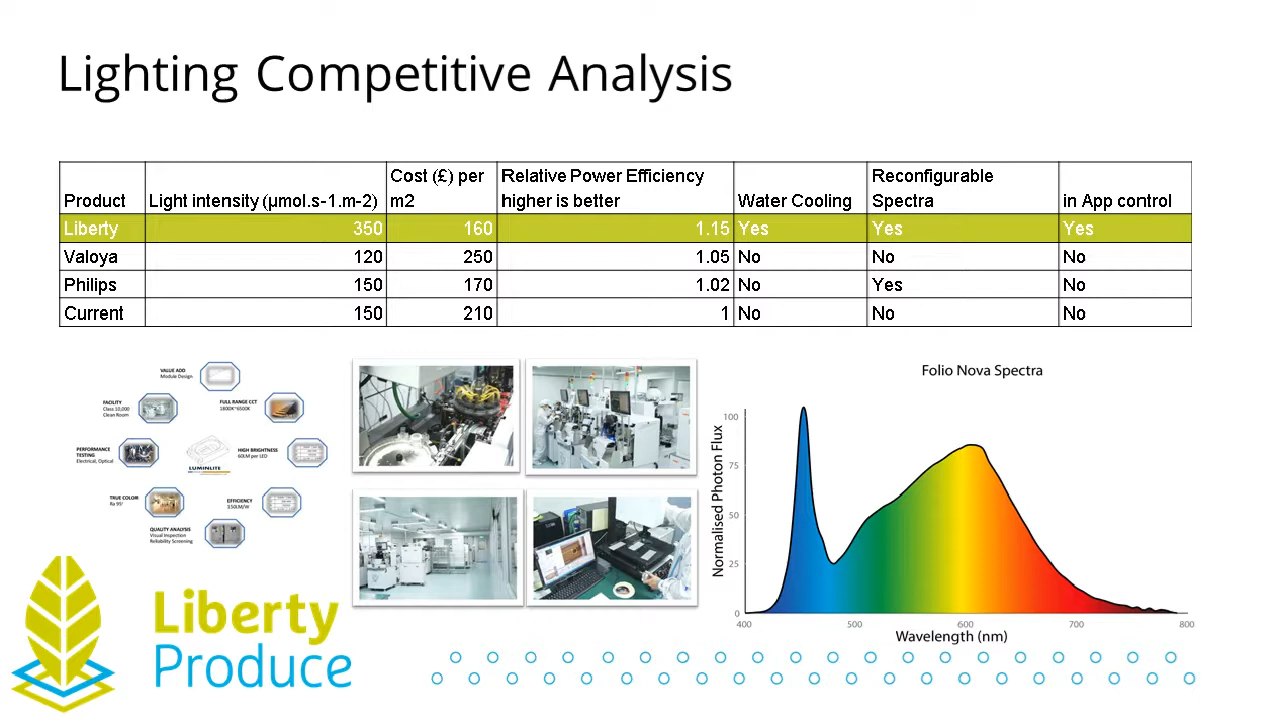 Lighting Competitive Analysis
Product Light intensity (µmol.s-1.m-2) Cost (£) per m2 Relative Power Efficiency higher is better Water Cooling Reconfigurable Spectra in App control
Liberty 350 160 1.15 Yes Yes Yes
Valoya 120 250 1.05 No No No
Philips 150 170 1.02 No Yes No
Current 150 210 1 No No No
VALUE ADD
Module Design
FACILITY
Class 10,000
Clean Room
FULL RANGE CCT
1800K~6500K
PERFORMANCE
TESTING
Electrical, Optical
LUMINLITE
HIGH BRIGHTNESS
60LM per LED
TRUE COLOR
Ra 95+
EFFICIENCY
QUALITY ANALYSIS
Visual Inspection
Reliability Screening
Folio Nova Spectra
Normalised Photon Flux
100
75
50
25
0
400 500 600 700 800
Wavelength (nm)
Liberty
Produce